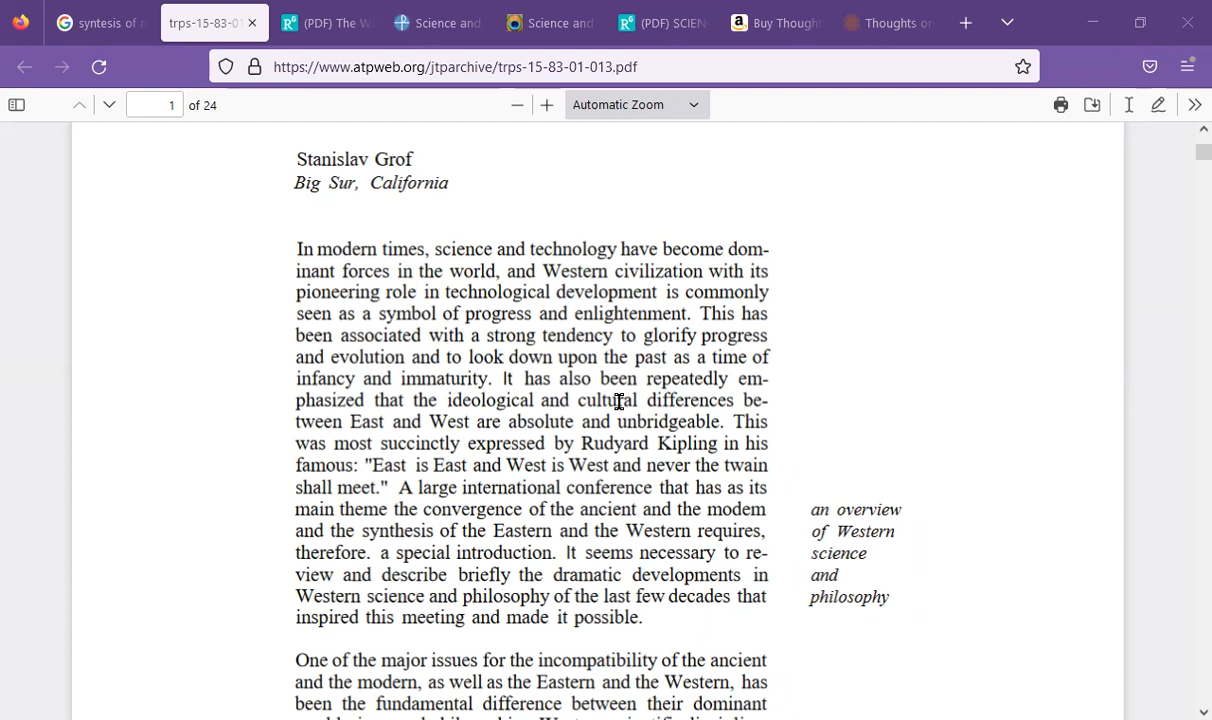 syntesis of
trps-15-83-01
(PDF) The W
Science and
Science and
(PDF) SCIEN
Buy Thought
Thoughts on
https://www.atpweb.org/jtparchive/trps-15-83-01-013.pdf
1 of 24
Automatic Zoom
Stanislav Grof
Big Sur, California
In modern times, science and technology have become dom-
inant forces in the world, and Western civilization with its
pioneering role in technological development is commonly
seen as a symbol of progress and enlightenment. This has
been associated with a strong tendency to glorify progress
and evolution and to look down upon the past as a time of
infancy and immaturity. It has also been repeatedly em-
phasized that the ideological and cultural differences be-
tween East and West are absolute and unbridgeable. This
was most succinctly expressed by Rudyard Kipling in his
famous: "East is East and West is West and never the twain
shall meet." A large international conference that has as its
main theme the convergence of the ancient and the modem
and the synthesis of the Eastern and the Western requires,
therefore. a special introduction. It seems necessary to re-
view and describe briefly the dramatic developments in
Western science and philosophy of the last few decades that
inspired this meeting and made it possible.
an overview
of Western
science
and
philosophy
One of the major issues for the incompatibility of the ancient
and the modern, as well as the Eastern and the Western, has
been the fundamental difference between their dominant